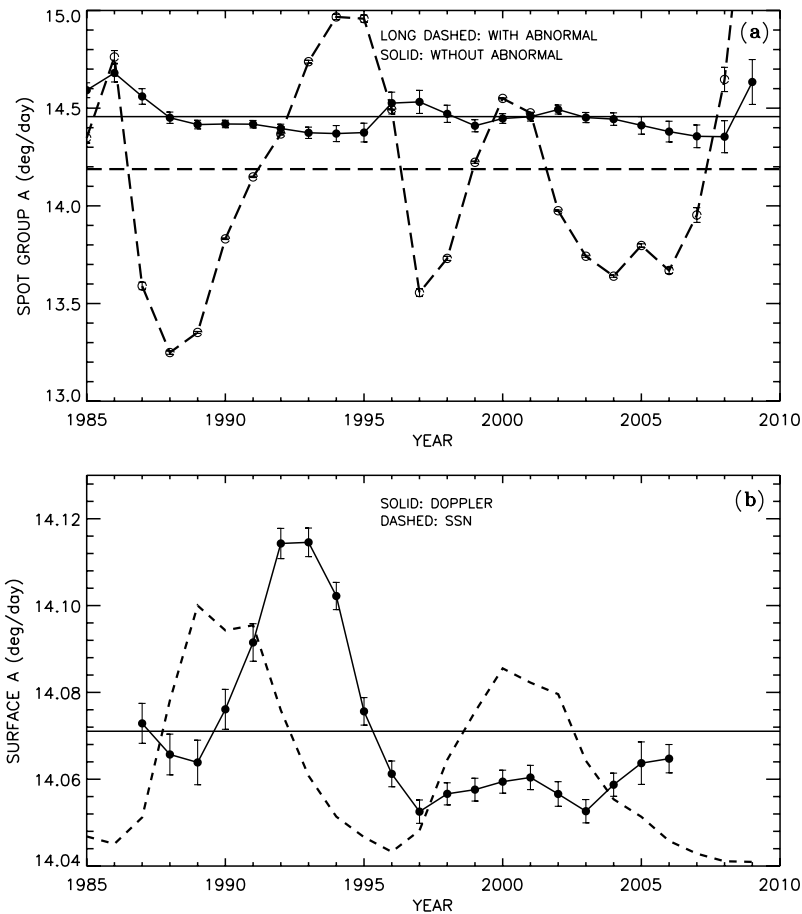 15.0
14.5
14.0
13.5
13.0
SPOT GROUP A (deg/day)
LONG DASHED: WITH ABNORMAL
SOLID: WTHOUT ABNORMAL
(a)
1985 1990 1995 2000 2005 2010
YEAR
14.12
14.10
14.08
14.06
14.04
SURFACE A (deg/day)
SOLID: DOPPLER
DASHED: SSN
(b)
1985 1990 1995 2000 2005 2010
YEAR